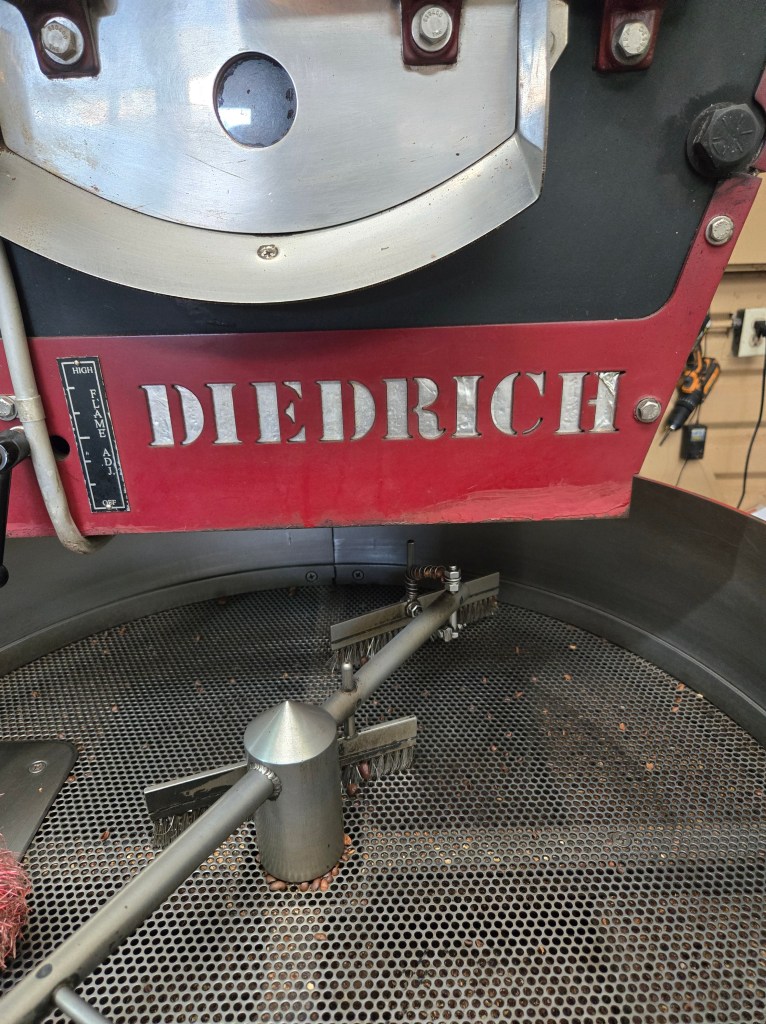 DIEDRICH
HIGH
FLAME ADJ.
OFF